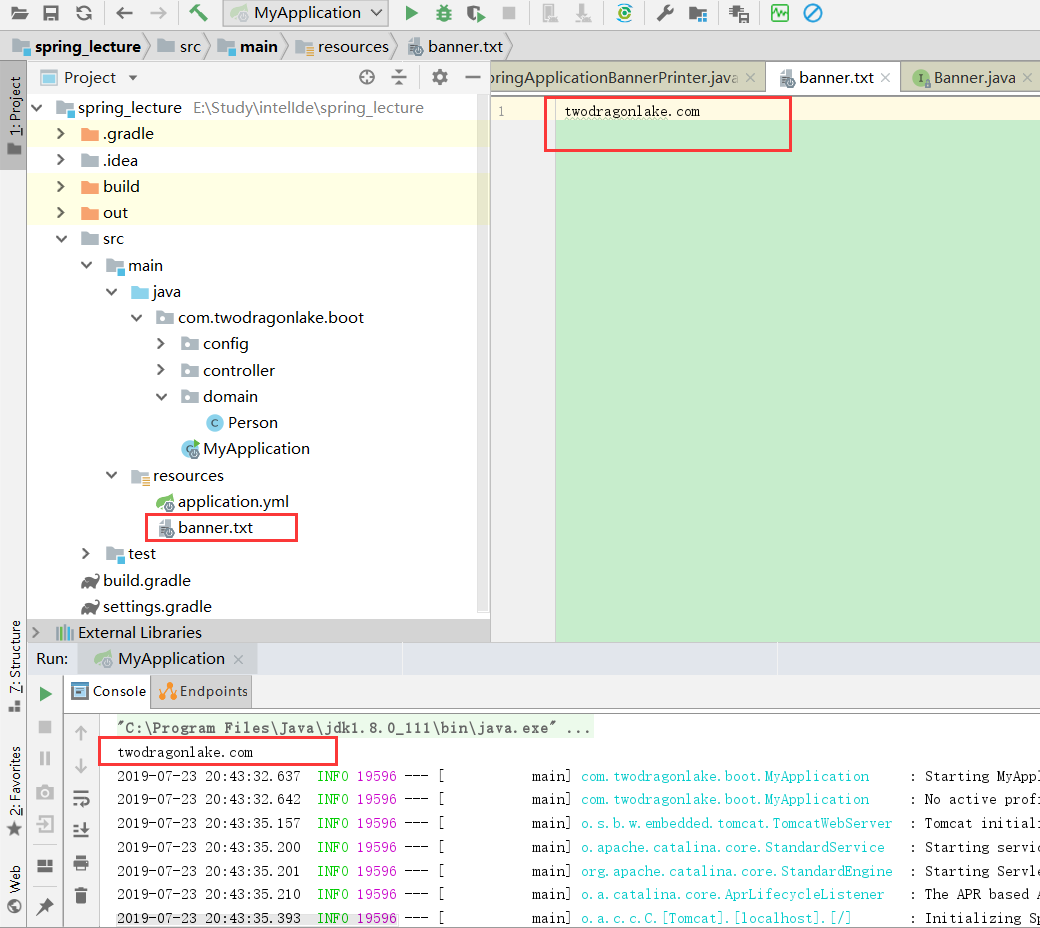 MyApplication
spring_lecture src main resources banner.txt
1: Project
Project
pringApplicationBannerPrinter.java banner.txt Banner.java
spring_lecture E:\Study\intelIde\spring_lecture
.gradle
.idea
build
out
src
main
java
com.twodragonlake.boot
config
controller
domain
Person
MyApplication
resources
application.yml
banner.txt
test
build.gradle
settings.gradle
External Libraries
1 twodragonlake.com
7: Structure
2: Favorites
Web
Run: MyApplication
Console Endpoints
"C:\Program Files\Java\jdk1.8.0_111\bin\java.exe" ...
twodragonlake.com
2019-07-23 20:43:32.637 INFO 19596 --- [ main] com.twodragonlake.boot.MyApplication : Starting MyAppl
2019-07-23 20:43:32.642 INFO 19596 --- [ main] com.twodragonlake.boot.MyApplication : No active profi
2019-07-23 20:43:35.157 INFO 19596 --- [ main] o.s.b.w.embedded.tomcat.TomcatWebServer : Tomcat initiali
2019-07-23 20:43:35.200 INFO 19596 --- [ main] o.apache.catalina.core.StandardService : Starting servic
2019-07-23 20:43:35.201 INFO 19596 --- [ main] org.apache.catalina.core.StandardEngine : Starting Servle
2019-07-23 20:43:35.210 INFO 19596 --- [ main] o.a.catalina.core.AprLifecycleListener : The APR based A
2019-07-23 20:43:35.393 INFO 19596 --- [ main] o.a.c.c.C.[Tomcat].[localhost].[/] : Initializing Sp